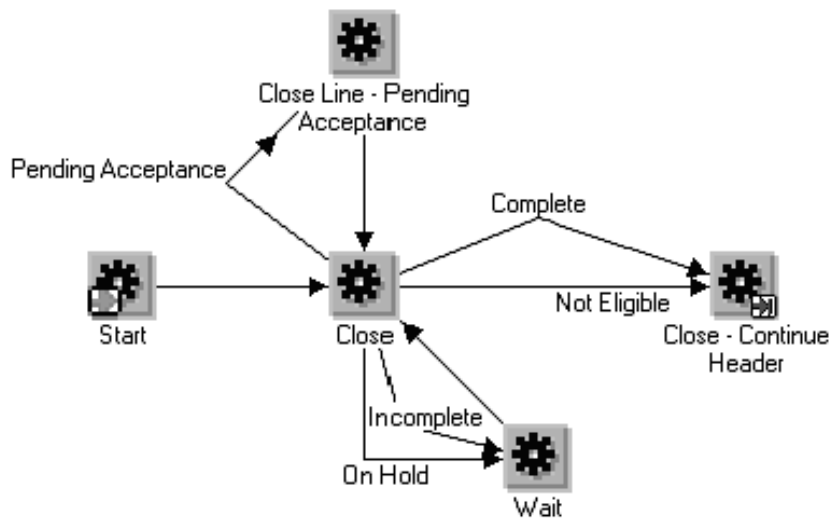 Close Line - Pending
Acceptance
Pending Acceptance
Complete
Not Eligible
Start
Close
Close - Continue
Header
Incomplete
On Hold
Wait